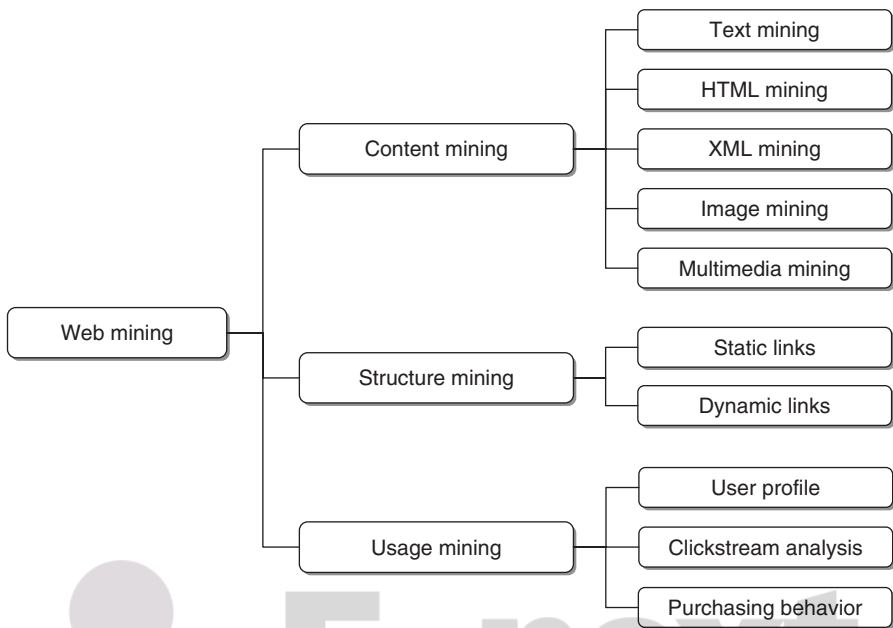 Web mining
Content mining
Text mining
HTML mining
XML mining
Image mining
Multimedia mining
Structure mining
Static links
Dynamic links
Usage mining
User profile
Clickstream analysis
Purchasing behavior